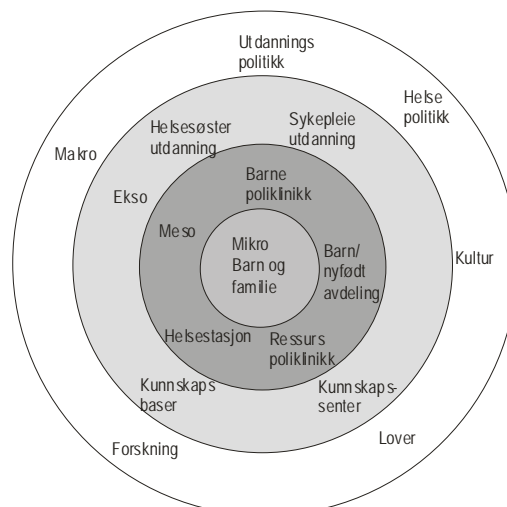 Utdannings
politikk
Helse
politikk
Helsesøster
utdanning
Sykepleie
utdanning
Makro
Barne
poliklinikk
Ekso
Meso
Mikro
Barn og
familie
Barn/
nyfødt
avdeling
Kultur
Helsestasjon
Ressurs
poliklinikk
Kunnskaps
baser
Kunnskaps-
senter
Forskning
Lover